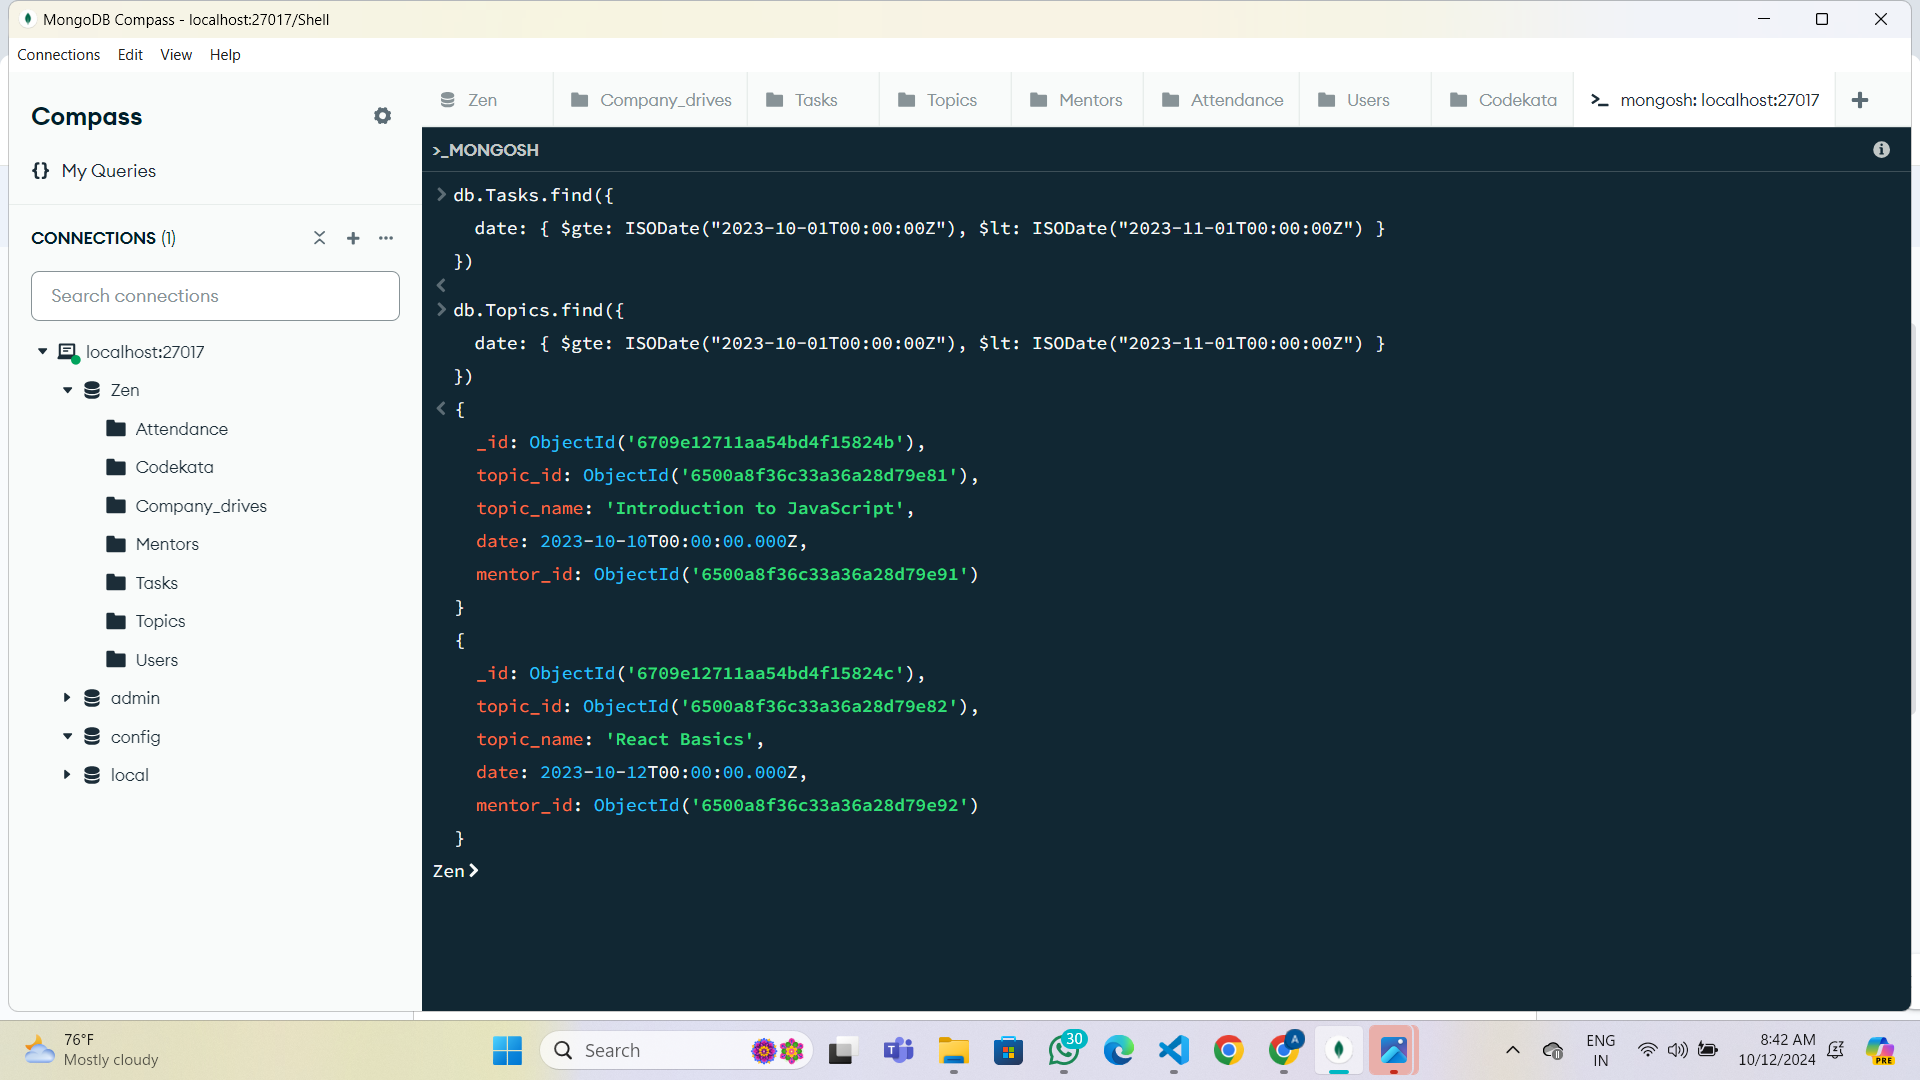 MongoDB Compass - localhost:27017/Shell
Connections Edit View Help
Compass
{} My Queries
CONNECTIONS (1)
Search connections
localhost:27017
Zen
Attendance
Codekata
Company_drives
Mentors
Tasks
Topics
Users
admin
config
local
Zen Company_drives Tasks Topics Mentors Attendance Users Codekata >_ mongosh: localhost:27017 +
>_MONGOSH
> db.Tasks.find({
date: { $gte: ISODate("2023-10-01T00:00:00Z"), $lt: ISODate("2023-11-01T00:00:00Z") }
})
<
> db.Topics.find({
date: { $gte: ISODate("2023-10-01T00:00:00Z"), $lt: ISODate("2023-11-01T00:00:00Z") }
})
< {
_id: ObjectId('6709e12711aa54bd4f15824b'),
topic_id: ObjectId('6500a8f36c33a36a28d79e81'),
topic_name: 'Introduction to JavaScript',
date: 2023-10-10T00:00:00.000Z,
mentor_id: ObjectId('6500a8f36c33a36a28d79e91')
}
{
_id: ObjectId('6709e12711aa54bd4f15824c'),
topic_id: ObjectId('6500a8f36c33a36a28d79e82'),
topic_name: 'React Basics',
date: 2023-10-12T00:00:00.000Z,
mentor_id: ObjectId('6500a8f36c33a36a28d79e92')
}
Zen>
76°F
Mostly cloudy
Search
30
A
ENG
IN
8:42 AM
10/12/2024
PRE